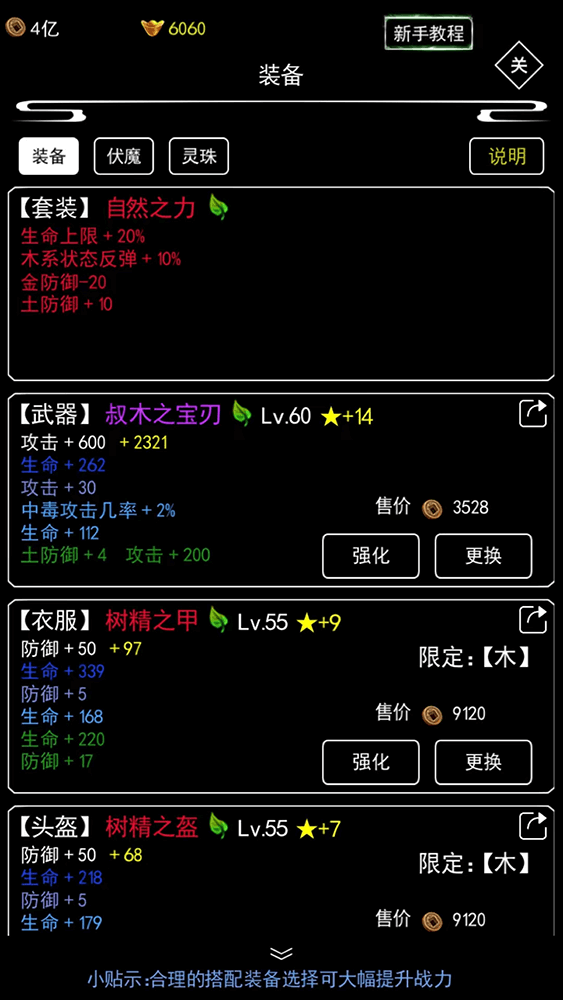 4亿 6060 新手教程
装备 关
装备 伏魔 灵珠 说明
【套装】 自然之力
生命上限+20%
木系状态反弹+10%
金防御-20
土防御+10
【武器】 叔木之宝刃 Lv.60 ★+14
攻击+600 +2321
生命+262
攻击+30
中毒攻击几率+2%
售价 3528
生命+112
土防御+4 攻击+200
强化 更换
【衣服】 树精之甲 Lv.55 ★+9
防御+50 +97
限定:【木】
生命+339
防御+5
生命+168
售价 9120
生命+220
防御+17
强化 更换
【头盔】 树精之盔 Lv.55 ★+7
防御+50 +68
限定:【木】
生命+218
防御+5
生命+179
售价 9120
小贴示:合理的搭配装备选择可大幅提升战力